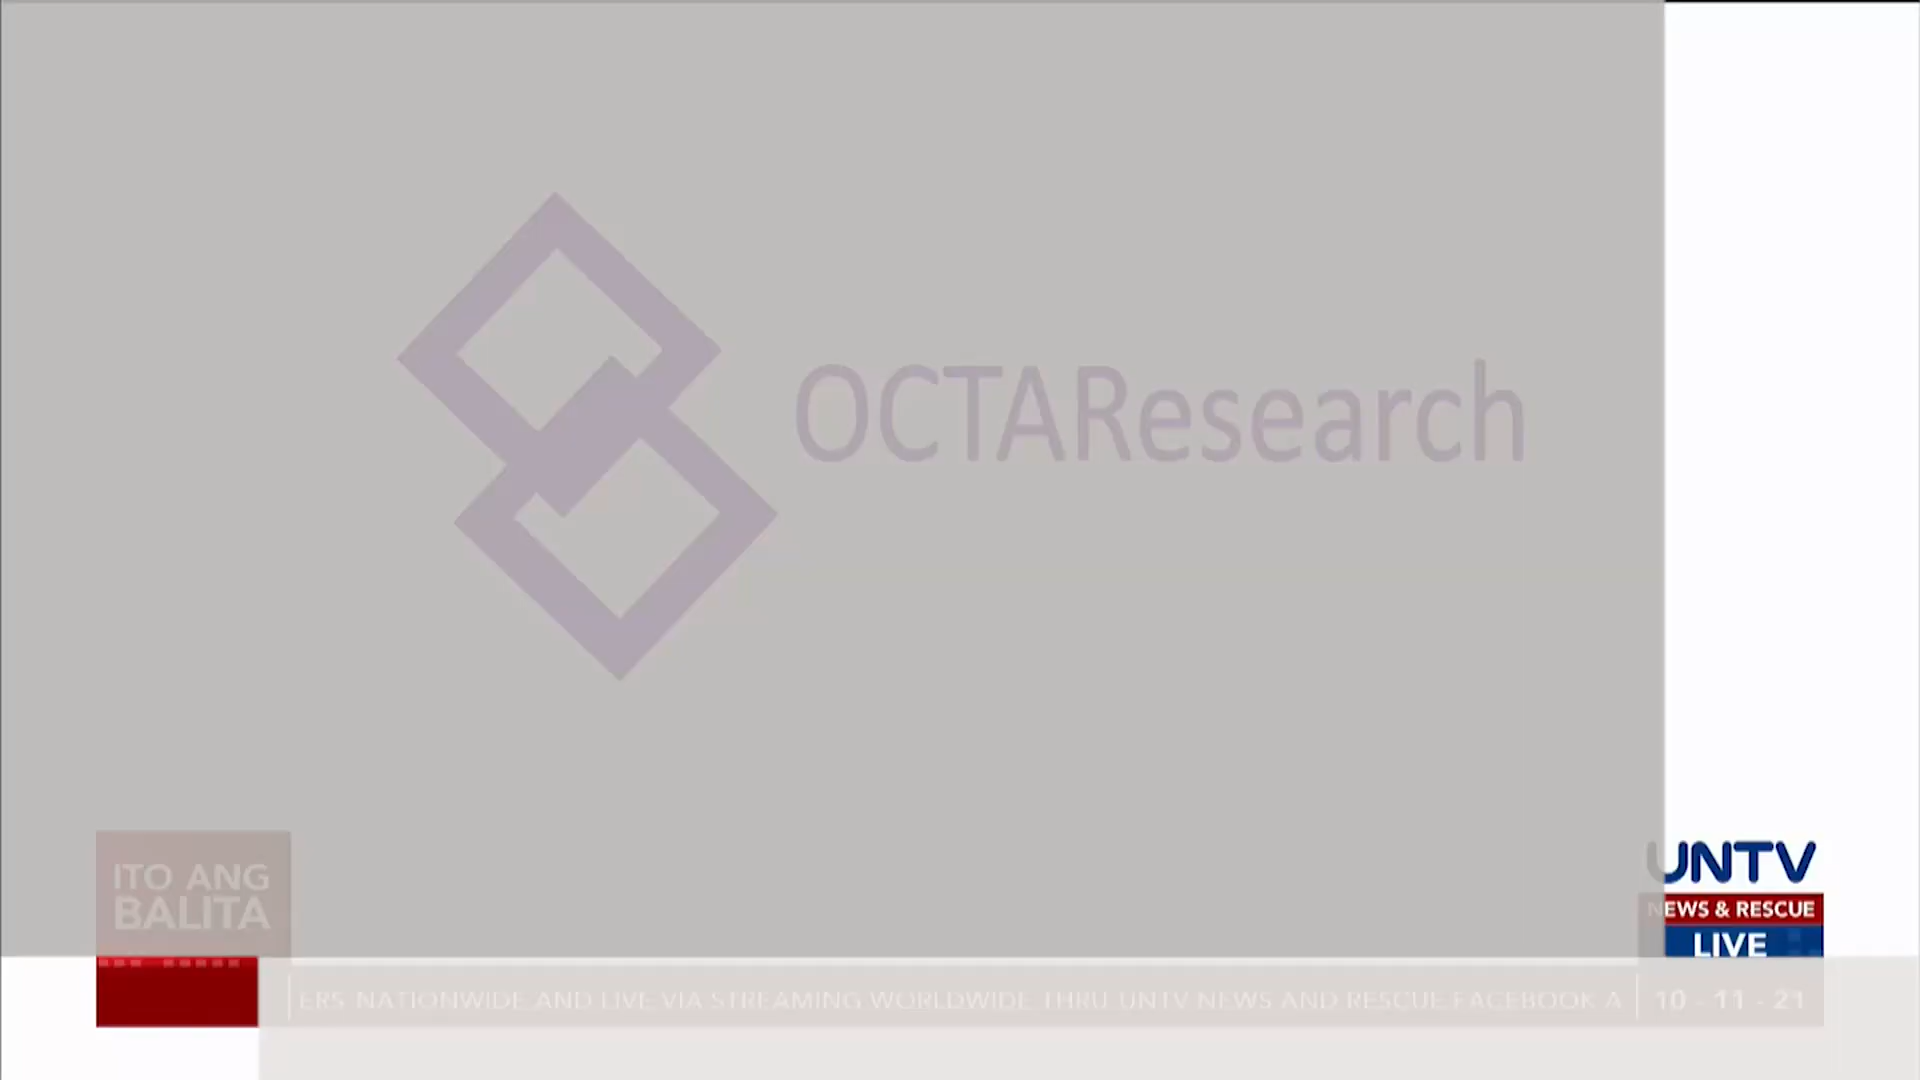 OCTAResearch
ITO ANG
BALITA
UNTV
NEWS & RESCUE
LIVE
ERS NATIONWIDE AND LIVE VIA STREAMING WORLDWIDE THRU UNTV NEWS AND RESCUE FACEBOOK A
10 - 11 - 21